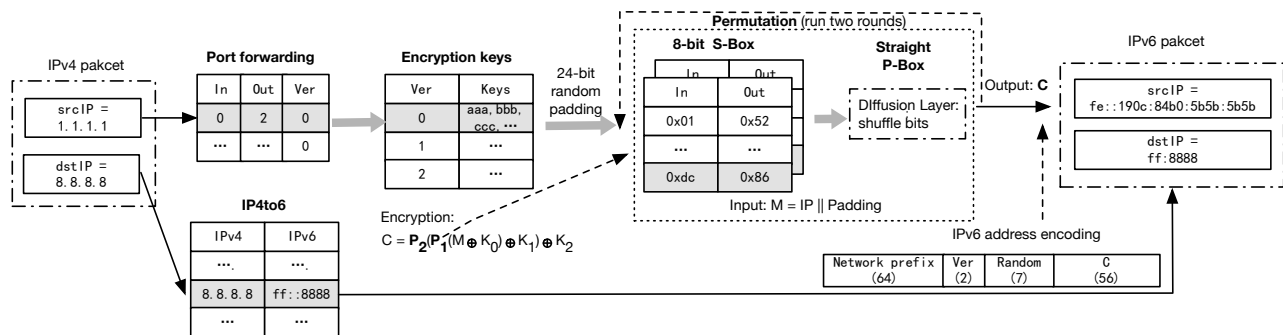 IPv4 pakcet
srcIP =
1.1.1.1
dstIP =
8.8.8.8
Port forwarding
In Out Ver
0 2 0
... ... 0
IP4to6
IPv4 IPv6
.... ....
8.8.8.8 ff::8888
... ...
Encryption keys
Ver Keys
0 aaa, bbb,
ccc, ...
1 ...
2 ...
Encryption:
C = P2(P1(M ⊕ K0) ⊕ K1) ⊕ K2
24-bit
random
padding
Permutation (run two rounds)
8-bit S-Box
In Out
In Out
0x01 0x52
... ...
0xdc 0x86
Straight
P-Box
DIffusion Layer:
shuffle bits
Input: M = IP || Padding
Output: C
IPv6 pakcet
srcIP =
fe::190c:84b0:5b5b:5b5b
dstIP =
ff:8888
IPv6 address encoding
Network prefix Ver Random C
(64) (2) (7) (56)